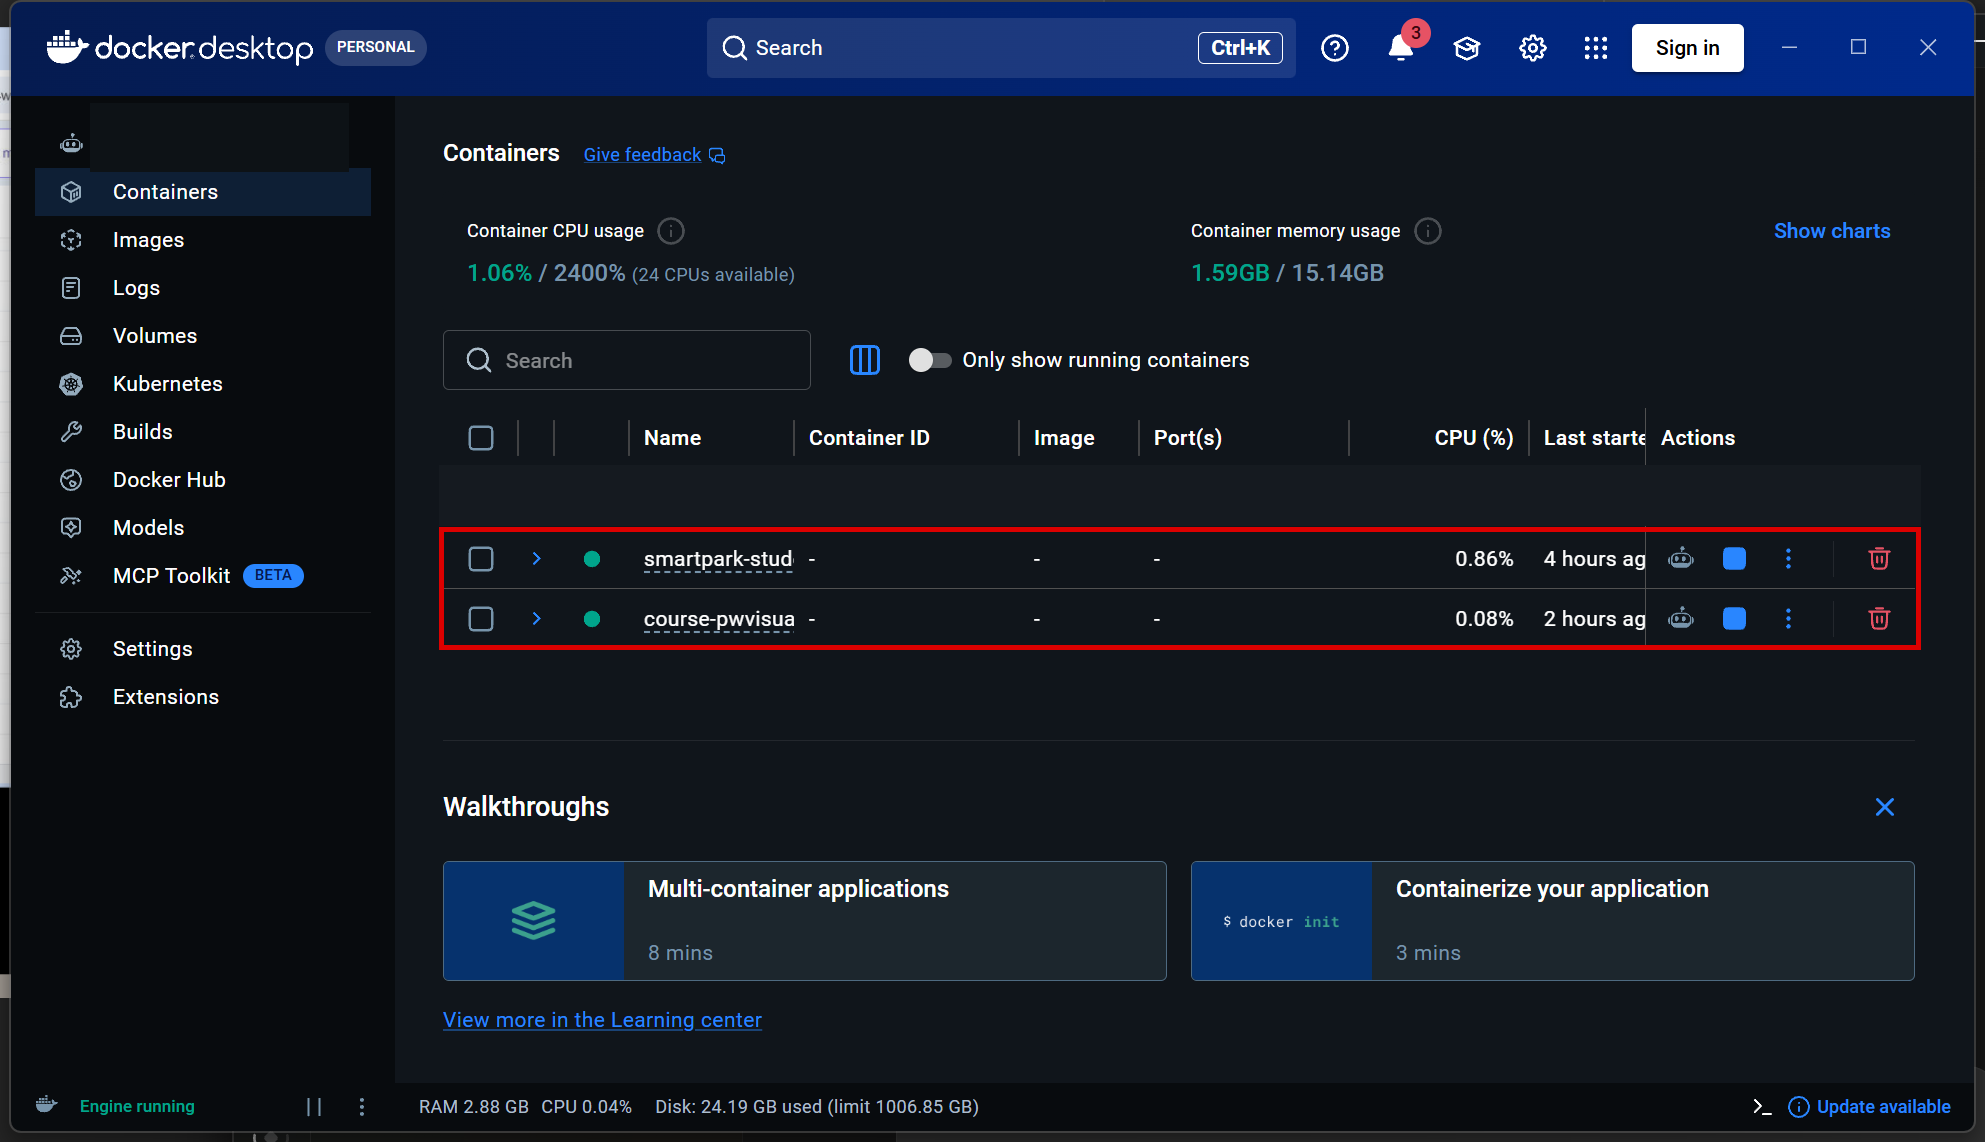 docker.desktop PERSONAL
Search Ctrl+K
3
Sign in
Containers
Images
Logs
Volumes
Kubernetes
Builds
Docker Hub
Models
MCP Toolkit BETA
Settings
Extensions
Containers Give feedback
Container CPU usage
1.06% / 2400% (24 CPUs available)
Container memory usage
1.59GB / 15.14GB
Show charts
Search
Only show running containers
Name Container ID Image Port(s) CPU (%) Last starte Actions
smartpark-stud - - - 0.86% 4 hours ag
course-pwvisua - - - 0.08% 2 hours ag
Walkthroughs
Multi-container applications
8 mins
$ docker init
Containerize your application
3 mins
View more in the Learning center
Engine running
RAM 2.88 GB CPU 0.04% Disk: 24.19 GB used (limit 1006.85 GB)
Update available